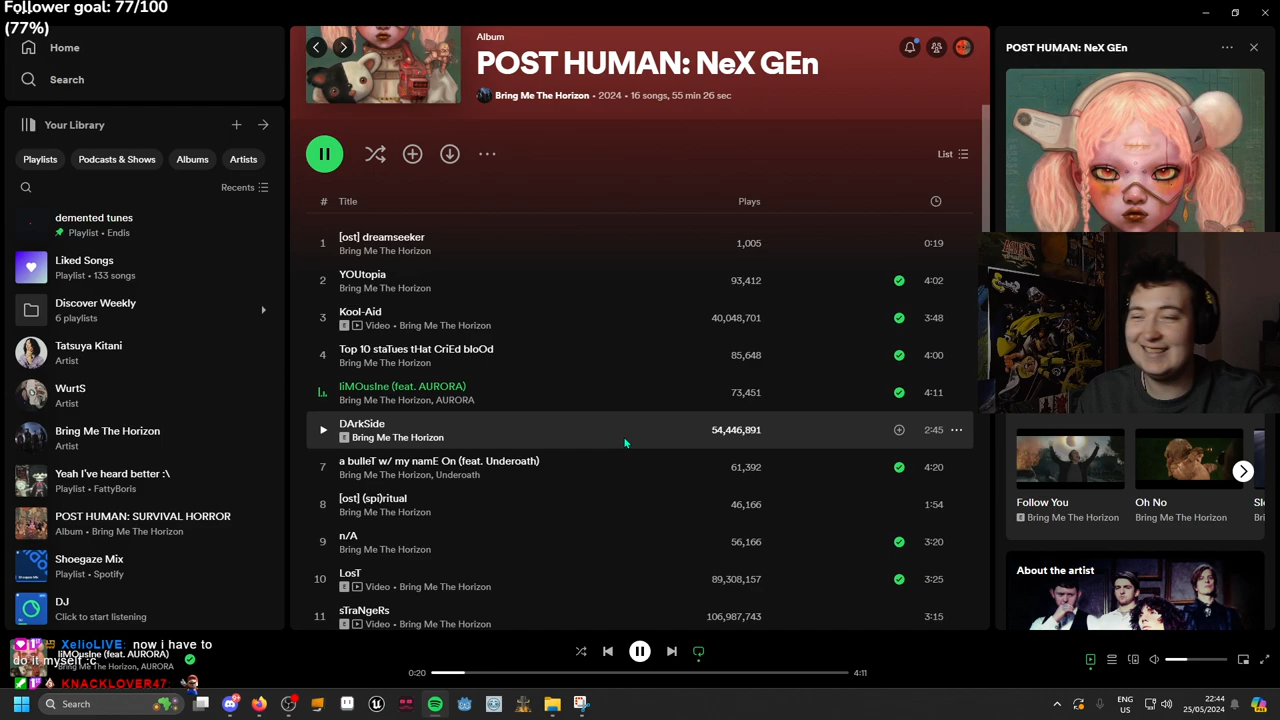 Follower goal: 77/100
(77%)
Home
Search
Your Library
Playlists
Podcasts & Shows
Albums
Artists
Recents
demented tunes
Playlist • Endis
Liked Songs
Playlist • 133 songs
Discover Weekly
6 playlists
Tatsuya Kitani
Artist
WurtS
Artist
Bring Me The Horizon
Artist
Yeah I've heard better :\
Playlist • FattyBoris
POST HUMAN: SURVIVAL HORROR
Album • Bring Me The Horizon
Shoegaze Mix
Playlist • Spotify
DJ
Click to start listening
Album
POST HUMAN: NeX GEn
Bring Me The Horizon • 2024 • 16 songs, 55 min 26 sec
List
# Title Plays
1 [ost] dreamseeker 1,005 0:19
Bring Me The Horizon
2 YOUtopia 93,412 4:02
Bring Me The Horizon
3 Kool-Aid 40,048,701 3:48
E Video • Bring Me The Horizon
4 Top 10 staTues tHat CriEd bloOd 85,648 4:00
Bring Me The Horizon
liMOusIne (feat. AURORA) 73,451 4:11
Bring Me The Horizon, AURORA
DArkSide 54,446,891 2:45
E Bring Me The Horizon
7 a bulleT w/ my namE On (feat. Underoath) 61,392 4:20
Bring Me The Horizon, Underoath
8 [ost] (spi)ritual 46,166 1:54
Bring Me The Horizon
9 n/A 56,166 3:20
Bring Me The Horizon
10 LosT 89,308,157 3:25
E Video • Bring Me The Horizon
11 sTraNgeRs 106,987,743 3:15
E Video • Bring Me The Horizon
POST HUMAN: NeX GEn
Follow You
E Bring Me The Horizon
Oh No
Bring Me The Horizon
About the artist
XelioLIVE: now i have to
do it myself :c
liMOusIne (feat. AURORA)
Bring Me The Horizon, AURORA
KNACKLOVER47:
0:20
4:11
Search
ENG
US
22:44
25/05/2024